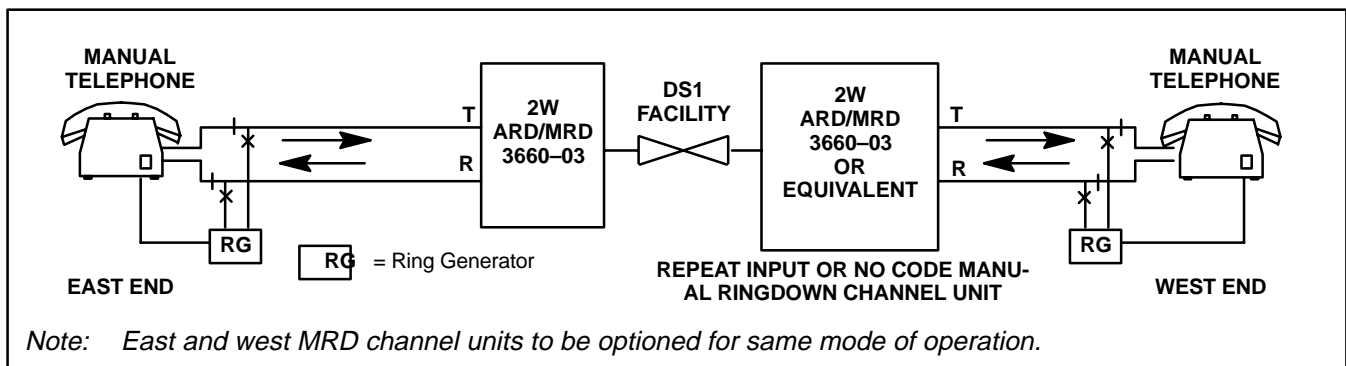 MANUAL
TELEPHONE
T
R
2W
ARD/MRD
3660–03
DS1
FACILITY
2W
ARD/MRD
3660–03
OR
EQUIVALENT
T
R
MANUAL
TELEPHONE
RG
RG = Ring Generator
RG
EAST END
REPEAT INPUT OR NO CODE MANU-
AL RINGDOWN CHANNEL UNIT
WEST END
Note: East and west MRD channel units to be optioned for same mode of operation.